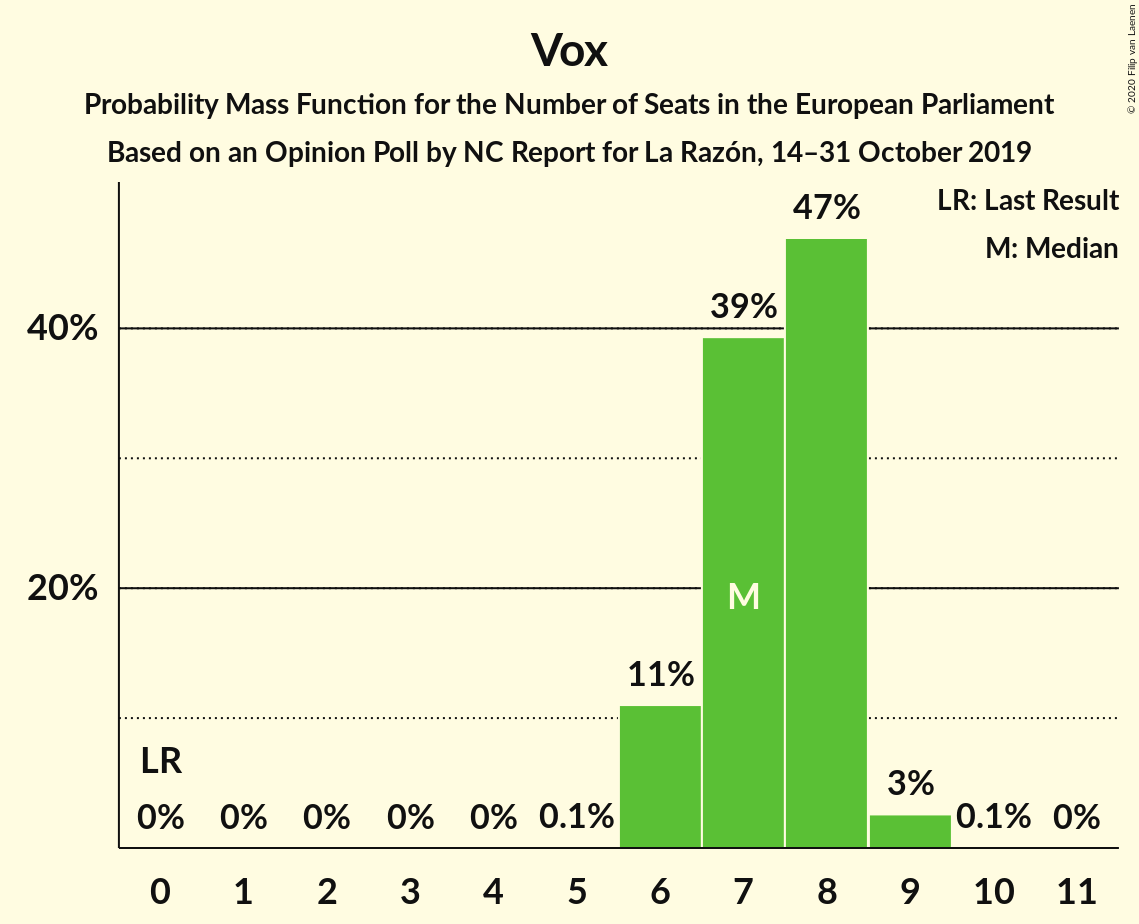 Vox
Probability Mass Function for the Number of Seats in the European Parliament
Based on an Opinion Poll by NC Report for La Razón, 14–31 October 2019
© 2020 Filip van Laenen
LR: Last Result
M: Median
47%
39%
40%
20%
M
11%
LR
3%
0% 0% 0% 0% 0% 0.1% 0.1% 0%
0 1 2 3 4 5 6 7 8 9 10 11